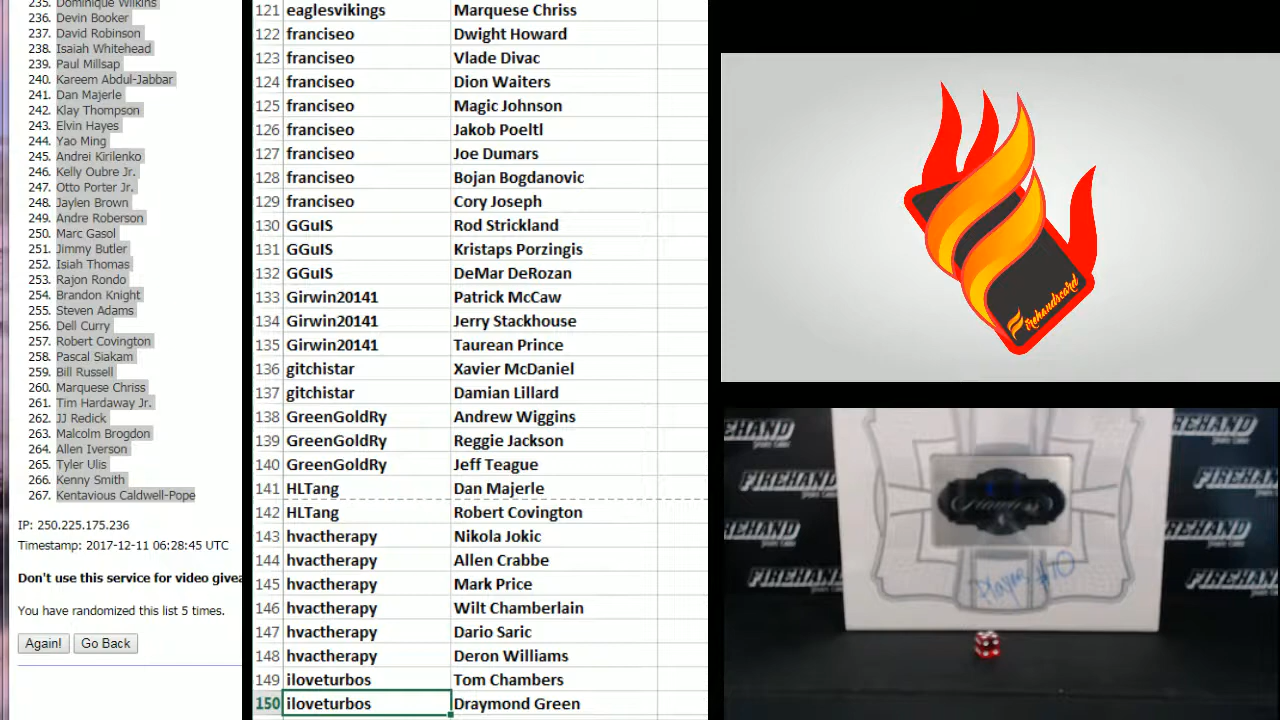 235. Dominique Wilkins
236. Devin Booker
237. David Robinson
238. Isaiah Whitehead
239. Paul Millsap
240. Kareem Abdul-Jabbar
241. Dan Majerle
242. Klay Thompson
243. Elvin Hayes
244. Yao Ming
245. Andrei Kirilenko
246. Kelly Oubre Jr.
247. Otto Porter Jr.
248. Jaylen Brown
249. Andre Roberson
250. Marc Gasol
251. Jimmy Butler
252. Isiah Thomas
253. Rajon Rondo
254. Brandon Knight
255. Steven Adams
256. Dell Curry
257. Robert Covington
258. Pascal Siakam
259. Bill Russell
260. Marquese Chriss
261. Tim Hardaway Jr.
262. JJ Redick
263. Malcolm Brogdon
264. Allen Iverson
265. Tyler Ulis
266. Kenny Smith
267. Kentavious Caldwell-Pope
IP: 250.225.175.236
Timestamp: 2017-12-11 06:28:45 UTC
Don't use this service for video givea
You have randomized this list 5 times.
Again! Go Back
121 eaglesvikings Marquese Chriss
122 franciseo Dwight Howard
123 franciseo Vlade Divac
124 franciseo Dion Waiters
125 franciseo Magic Johnson
126 franciseo Jakob Poeltl
127 franciseo Joe Dumars
128 franciseo Bojan Bogdanovic
129 franciseo Cory Joseph
130 GGuIS Rod Strickland
131 GGuIS Kristaps Porzingis
132 GGuIS DeMar DeRozan
133 Girwin20141 Patrick McCaw
134 Girwin20141 Jerry Stackhouse
135 Girwin20141 Taurean Prince
136 gitchistar Xavier McDaniel
137 gitchistar Damian Lillard
138 GreenGoldRy Andrew Wiggins
139 GreenGoldRy Reggie Jackson
140 GreenGoldRy Jeff Teague
141 HLTang Dan Majerle
142 HLTang Robert Covington
143 hvactherapy Nikola Jokic
144 hvactherapy Allen Crabbe
145 hvactherapy Mark Price
146 hvactherapy Wilt Chamberlain
147 hvactherapy Dario Saric
148 hvactherapy Deron Williams
149 iloveturbos Tom Chambers
150 iloveturbos Draymond Green
firehandscard
FIREHAND
FIREHAND
FIREHAND
FIREHAND
FIREHAND
FIREHAND
Flawless
Player #10